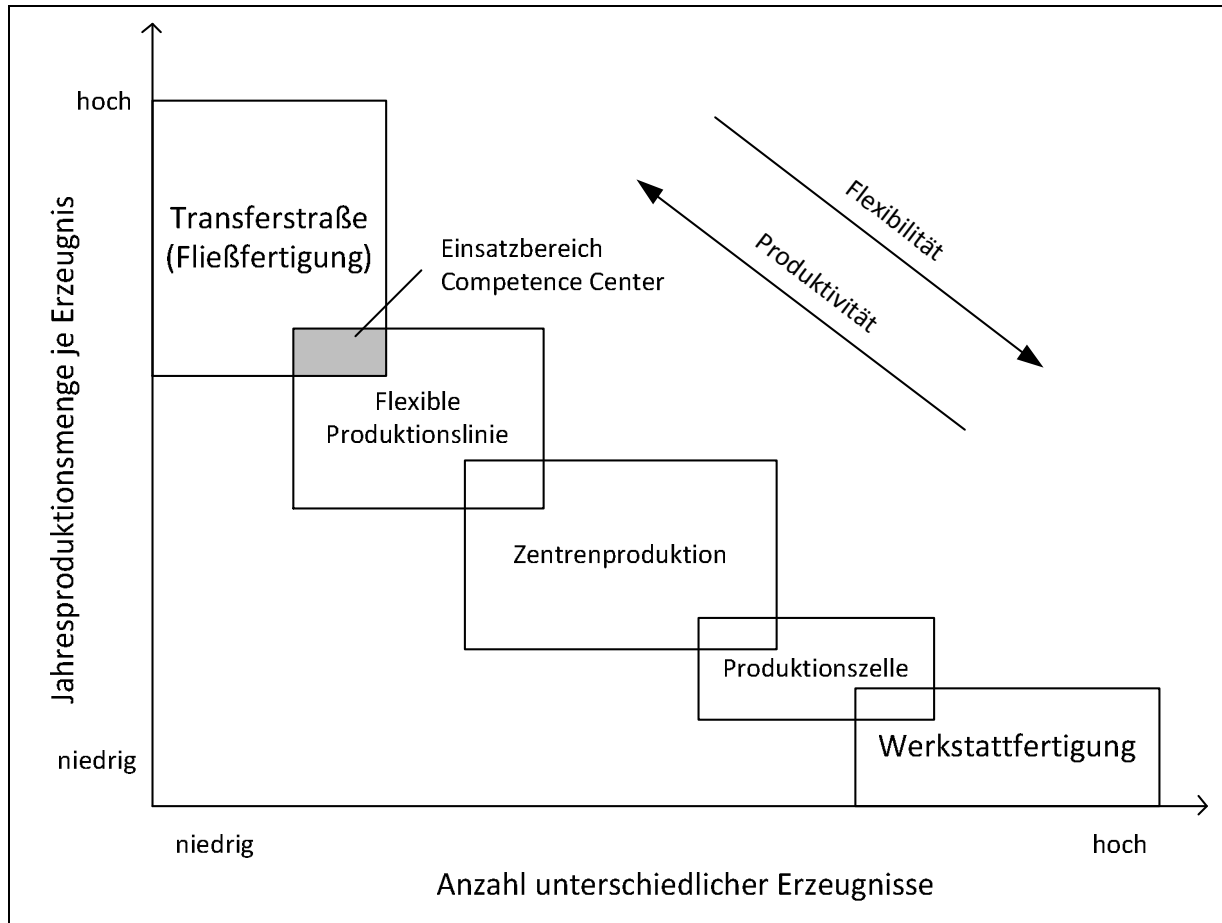 hoch
Transferstraße
(Fließfertigung)
Einsatzbereich
Competence Center
Flexibilität
Produktivität
Flexible
Produktionslinie
Zentrenproduktion
Produktionszelle
Werkstattfertigung
Jahresproduktionsmenge je Erzeugnis
niedrig
niedrig
hoch
Anzahl unterschiedlicher Erzeugnisse